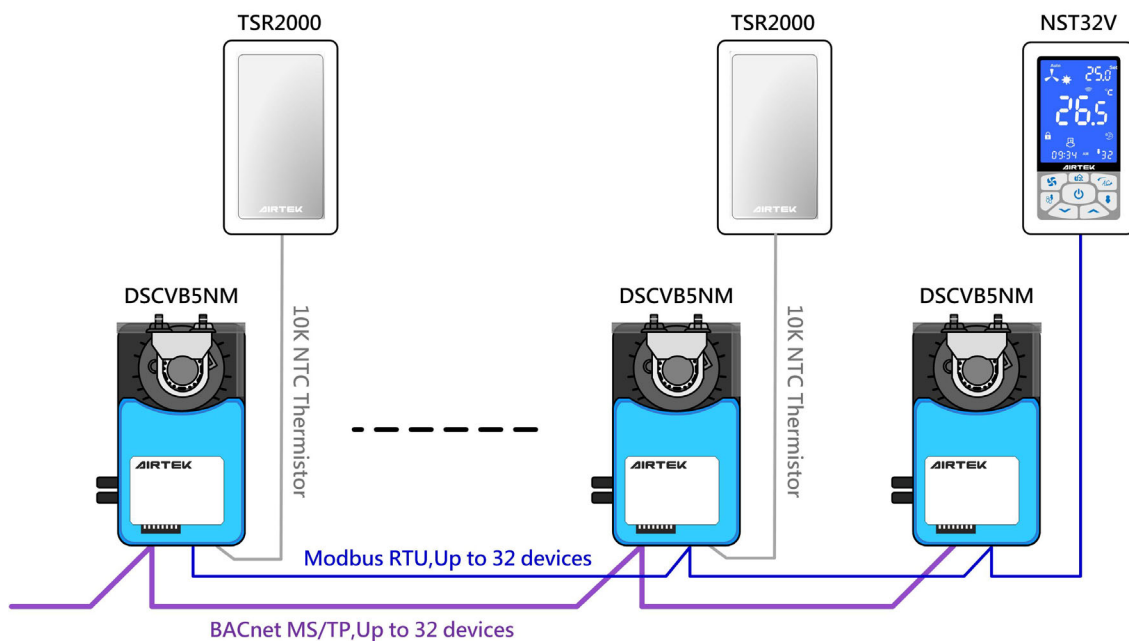 TSR2000
TSR2000
NST32V
Auto
25.0 Set
°C
26.5
09:34 AM 32
AIRTEK
AIRTEK
AIRTEK
DSCVB5NM
DSCVB5NM
DSCVB5NM
10K NTC Thermistor
10K NTC Thermistor
AIRTEK
AIRTEK
AIRTEK
Modbus RTU,Up to 32 devices
BACnet MS/TP,Up to 32 devices